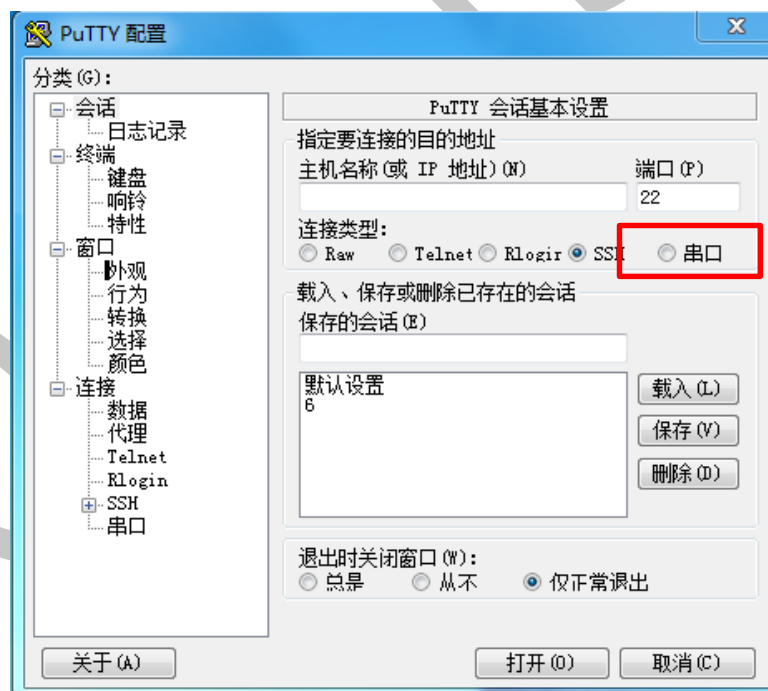 PuTTY 配置
分类(G):
会话
日志记录
终端
键盘
响铃
特性
窗口
外观
行为
转换
选择
颜色
连接
数据
代理
Telnet
Rlogin
SSH
串口
PuTTY 会话基本设置
指定要连接的目的地址
主机名称(或 IP 地址)(N) 端口(P)
22
连接类型:
Raw Telnet Rlogir SSH 串口
载入、保存或删除已存在的会话
保存的会话(E)
默认设置
6
载入(L)
保存(V)
删除(D)
退出时关闭窗口(W):
总是 从不 仅正常退出
关于(A) 打开(O) 取消(C)